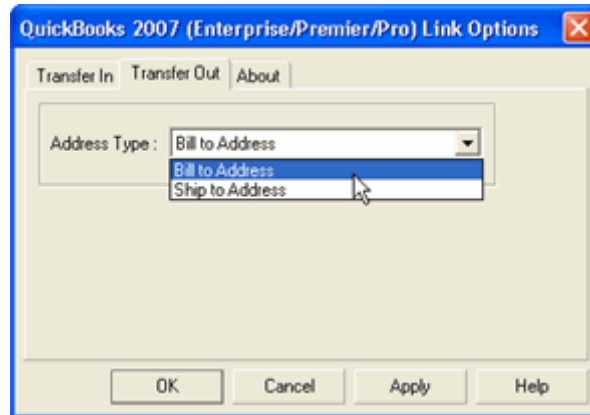 QuickBooks 2007 (Enterprise/Premier/Pro) Link Options
Transfer In Transfer Out About
Address Type : Bill to Address
Bill to Address
Ship to Address
OK Cancel Apply Help